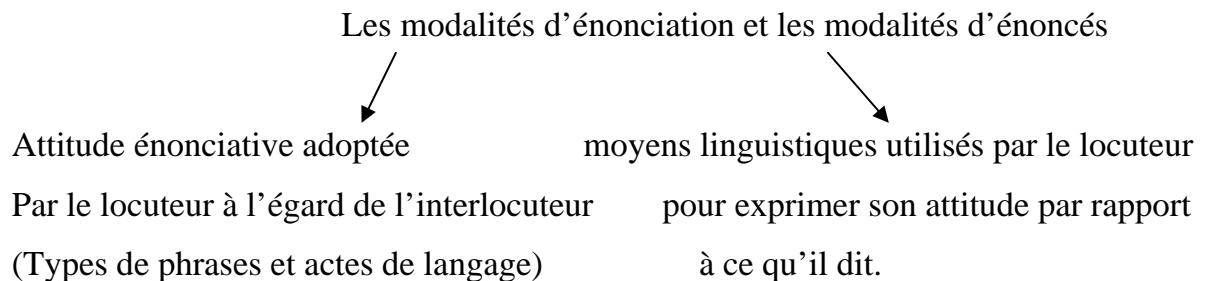 Les modalités d’énonciation et les modalités d’énoncés
Attitude énonciative adoptée moyens linguistiques utilisés par le locuteur
Par le locuteur à l’égard de l’interlocuteur pour exprimer son attitude par rapport
(Types de phrases et actes de langage) à ce qu’il dit.